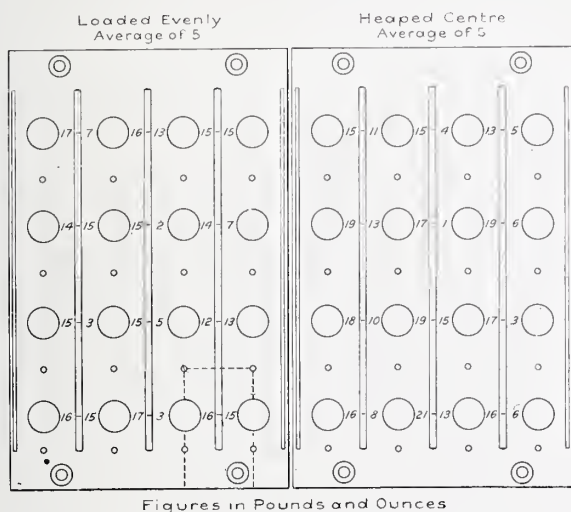 Loaded Evenly
Average of 5
Heaped Centre
Average of 5
17-7 16-13 15-15
15-11 15-4 13-5
14-15 15-2 14-7
19-13 17-1 19-6
15-3 15-5 12-13
18-10 19-15 17-3
16-15 17-3 16-15
16-8 21-13 16-6
Figures in Pounds and Ounces